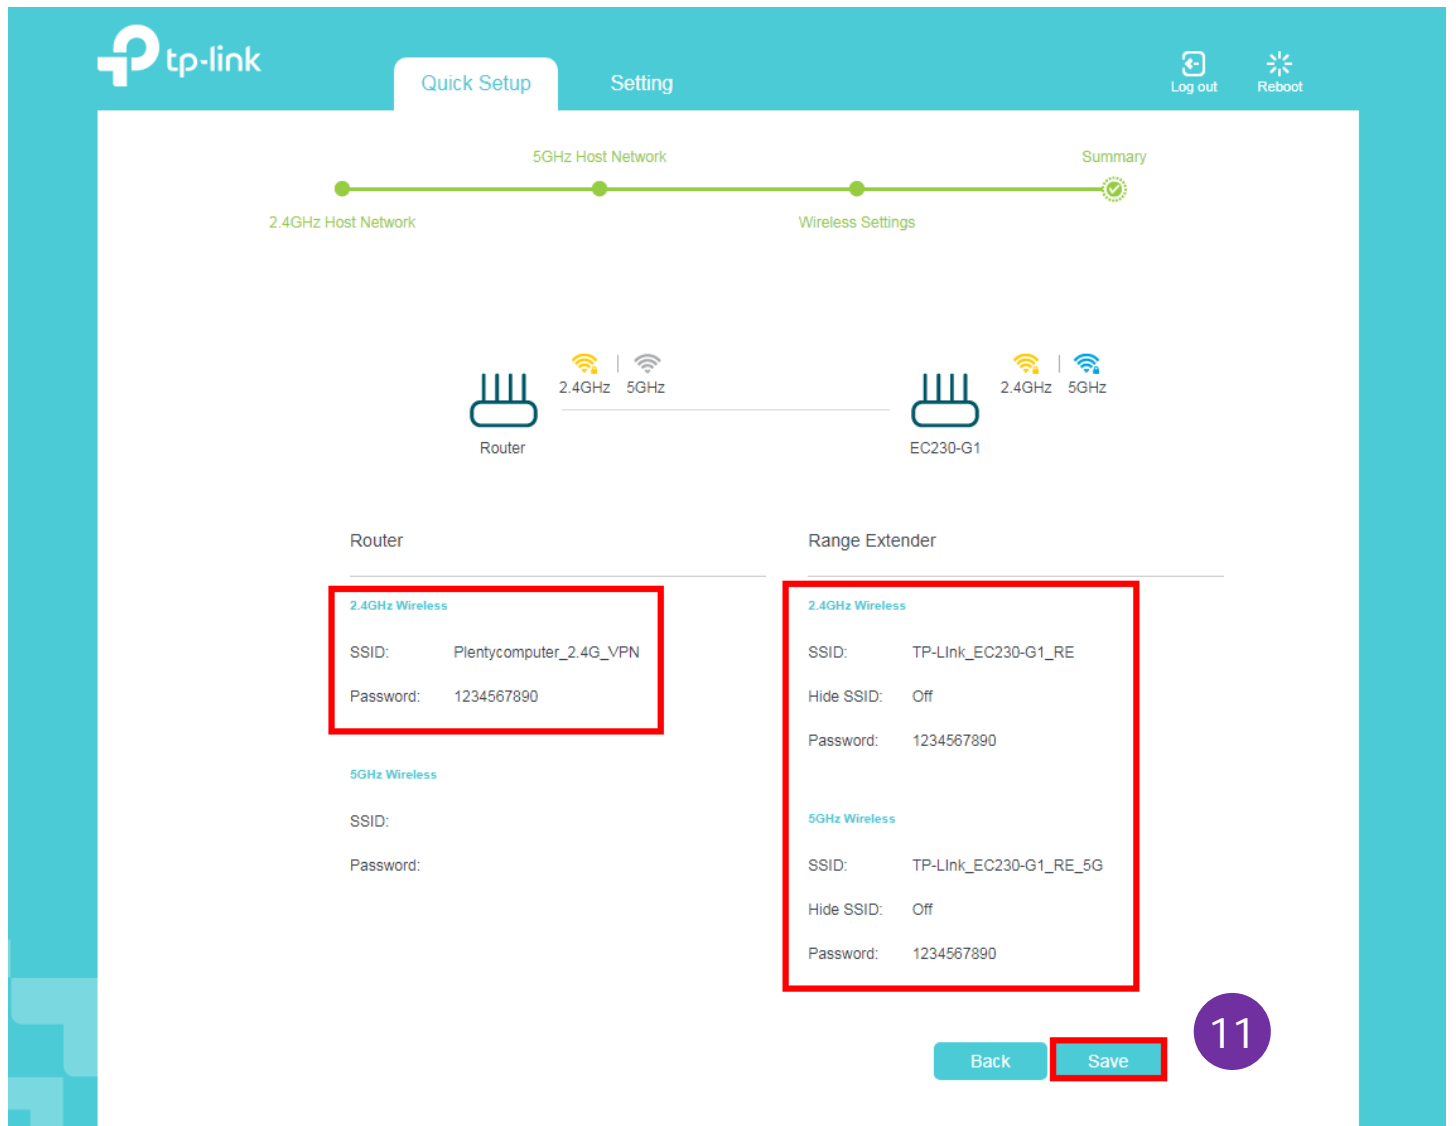 tp-link
Quick Setup
Setting
Log out
Reboot
5GHz Host Network
Summary
2.4GHz Host Network
Wireless Settings
2.4GHz
5GHz
2.4GHz
5GHz
Router
EC230-G1
Router
2.4GHz Wireless
SSID: Plentycomputer_2.4G_VPN
Password: 1234567890
5GHz Wireless
SSID:
Password:
Range Extender
2.4GHz Wireless
SSID: TP-LInk_EC230-G1_RE
Hide SSID: Off
Password: 1234567890
5GHz Wireless
SSID: TP-LInk_EC230-G1_RE_5G
Hide SSID: Off
Password: 1234567890
11
Back
Save